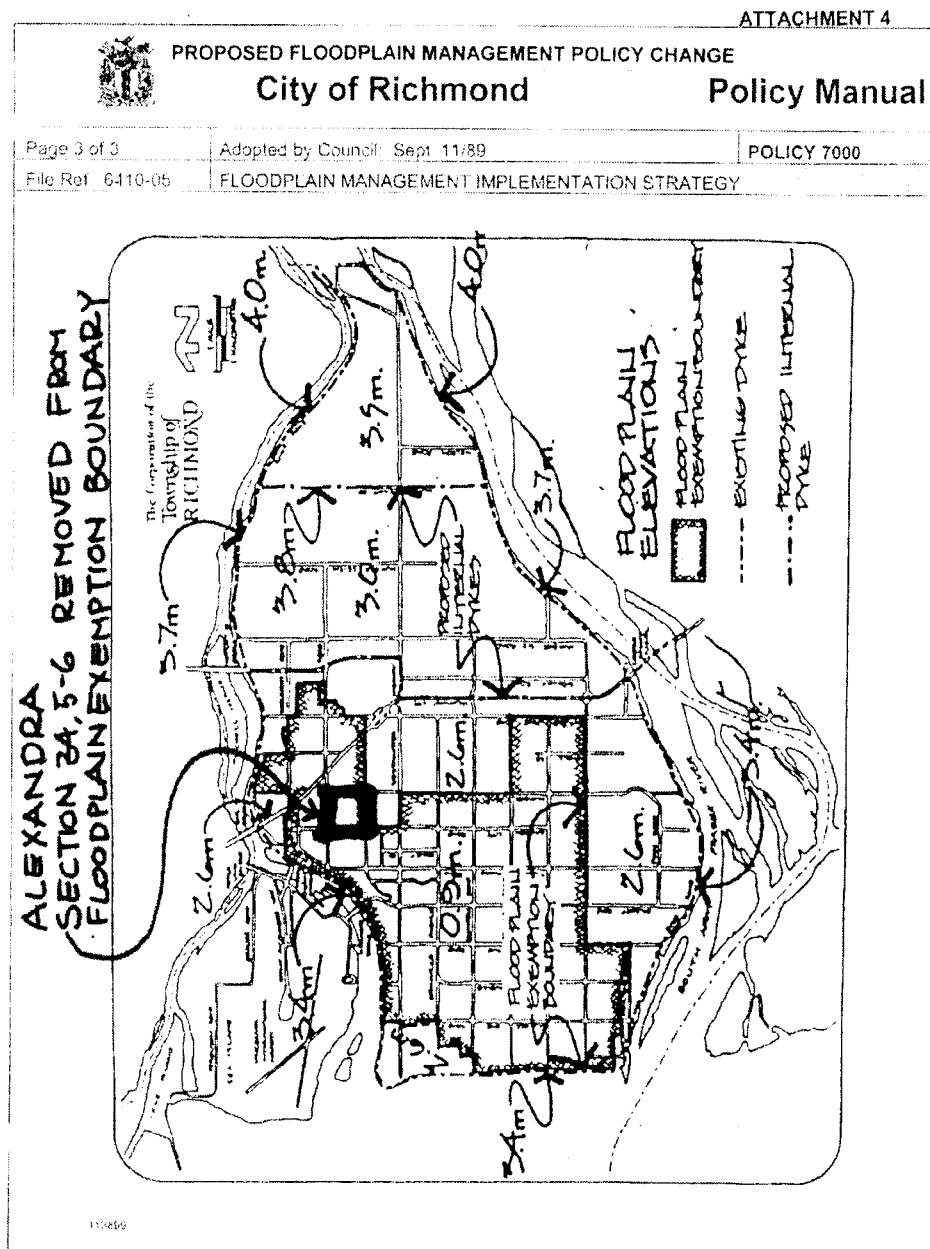 ATTACHMENT 4
PROPOSED FLOODPLAIN MANAGEMENT POLICY CHANGE
City of Richmond
Policy Manual
Page 3 of 3
Adopted by Council: Sept. 11/89
POLICY 7000
File Ref: 6410-05
FLOODPLAIN MANAGEMENT IMPLEMENTATION STRATEGY
ALEXANDRA
SECTION 34, 5-6 REMOVED FROM
FLOODPLAIN EXEMPTION BOUNDARY
The Corporation of the
Township of
RICHMOND
N
4.0m.
4.0m
3.7m
3.9m.
3.7m.
3.8m
3.0m.
PROPOSED
INTERNAL
DYKES
2.6m
2.6m.
2.6m.
0.9m.
3.4m
3.4m.
3.4m
FLOOD PLAIN
EXEMPTION
BOUNDARY
FLOOD PLAIN
ELEVATIONS
FLOOD PLAIN
EXEMPTION BOUNDARY
EXISTING DYKE
PROPOSED INTERNAL
DYKE